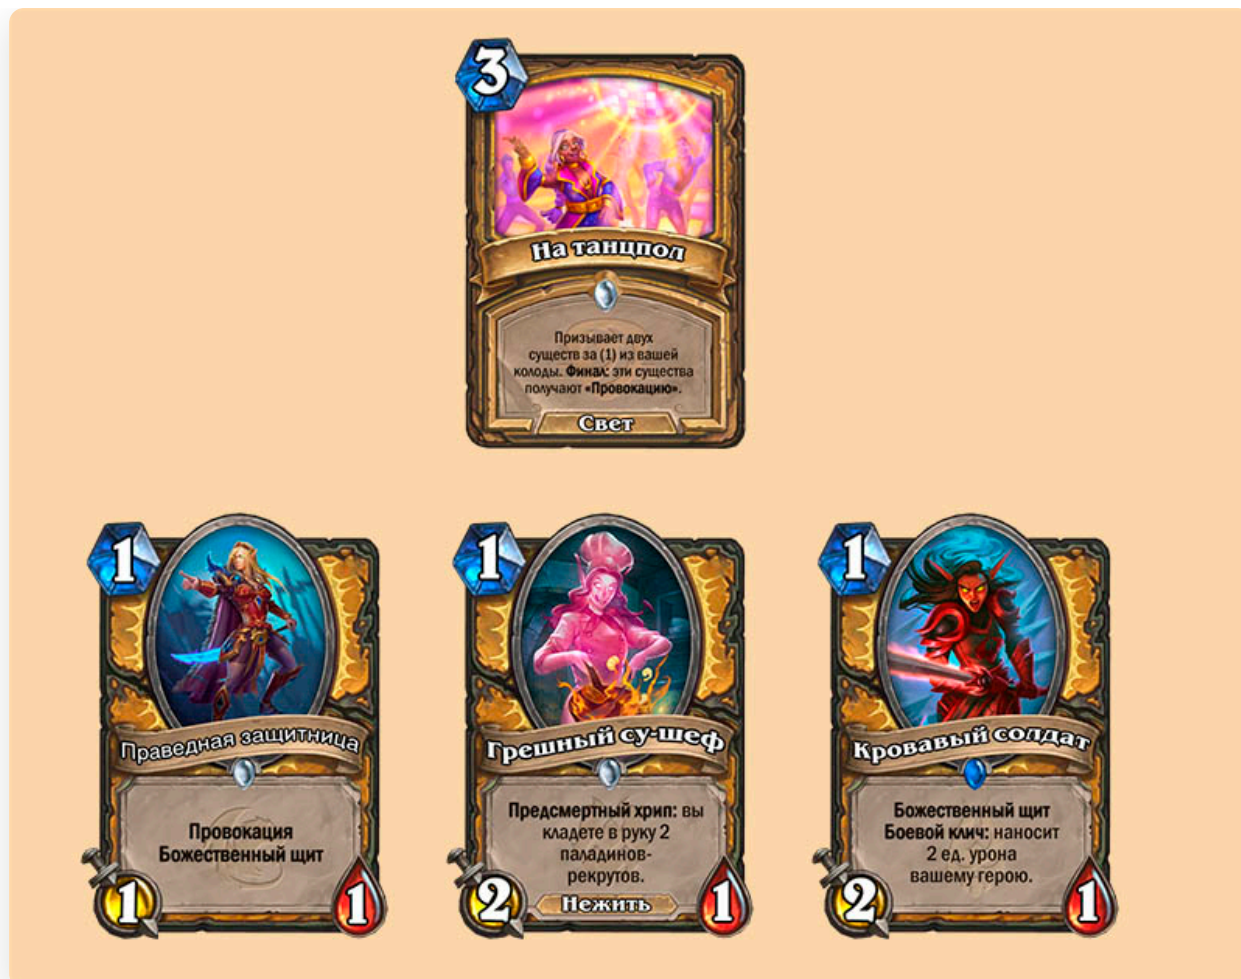 3
На танцпол
Призывает двух
существ за (1) из вашей
колоды. Финал: эти существа
получают «Провокацию».
Свет
1
Праведная защитница
Провокация
Божественный щит
1
1
1
Грешный су-шеф
Предсмертный хрип: вы
кладете в руку 2
паладинов-
рекрутов.
2
Нежить
1
1
Кровавый солдат
Божественный щит
Боевой клич: наносит
2 ед. урона
вашему герою.
2
1